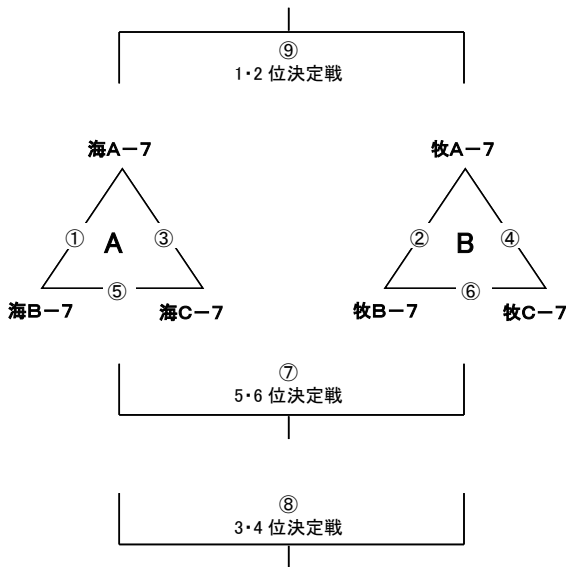 ⑨
1・2 位決定戦
海A－7
牧A－7
① A ③
② B ④
⑤
⑥
海B－7
海C－7
牧B－7
牧C－7
⑦
5・6 位決定戦
⑧
3・4 位決定戦